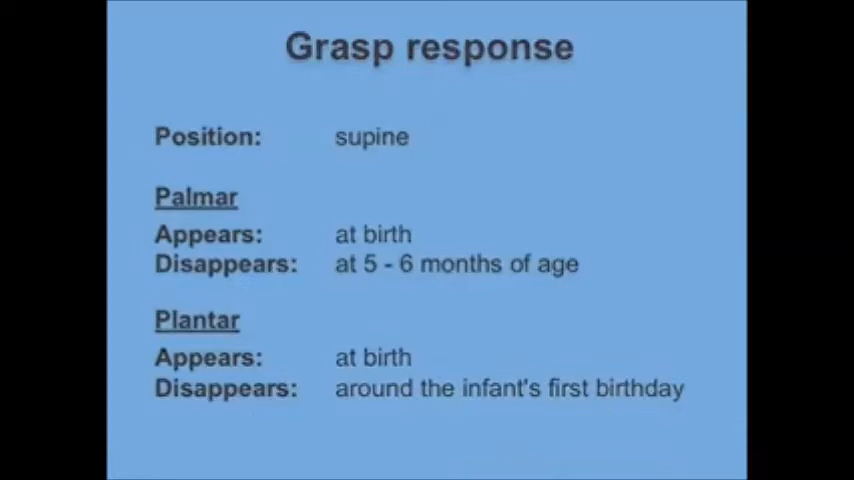 Grasp response
Position: supine
Palmar
Appears: at birth
Disappears: at 5 - 6 months of age
Plantar
Appears: at birth
Disappears: around the infant's first birthday